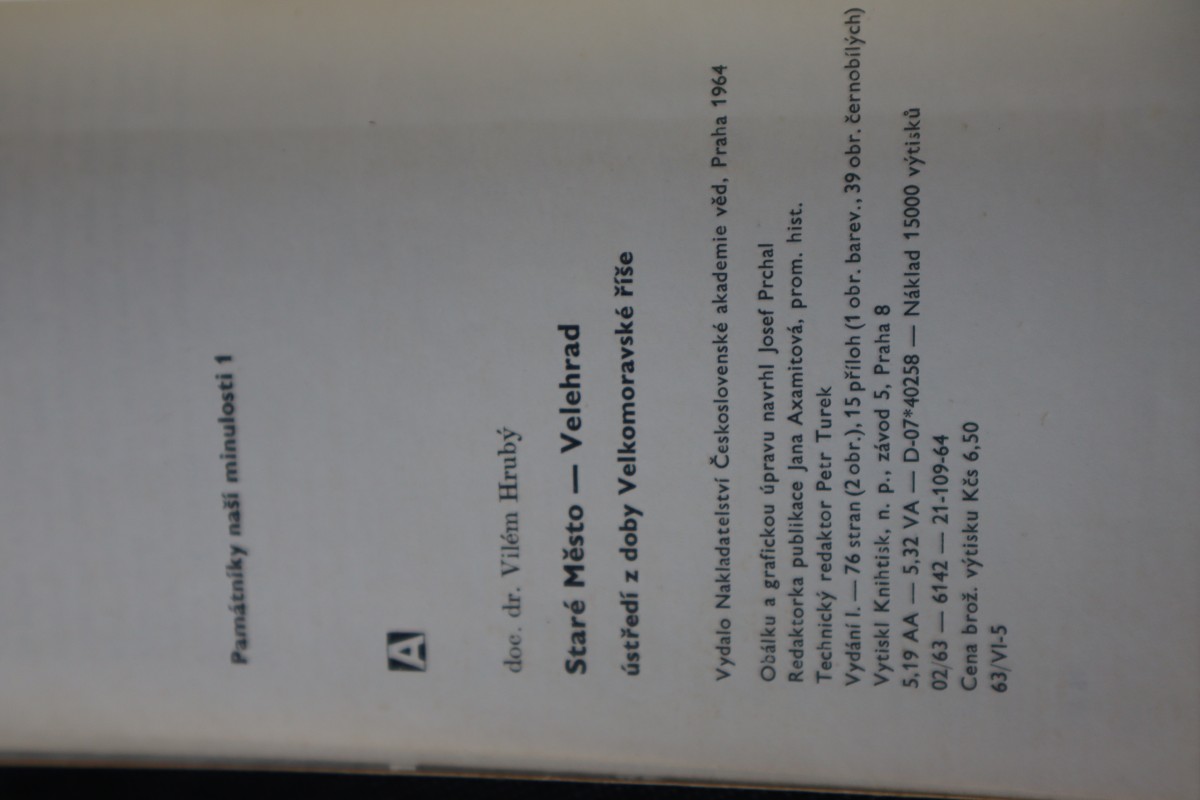 Památníky naší minulosti 1
A
doc. dr. Vilém Hrubý
Staré Město — Velehrad
ústředí z doby Velkomoravské říše
Vydalo Nakladatelství Československé akademie věd, Praha 1964
Obálku a grafickou úpravu navrhl Josef Prchal
Redaktorka publikace Jana Axamitová, prom. hist.
Technický redaktor Petr Turek
Vydání I. — 76 stran (2 obr.), 15 příloh (1 obr. barev., 39 obr. černobílých)
Vytiskl Knihtisk, n. p., závod 5, Praha 8
5,19 AA — 5,32 VA — D-07*40258 — Náklad 15000 výtisků
02/63 — 6142 — 21-109-64
Cena brož. výtisku Kčs 6,50
63/VI-5